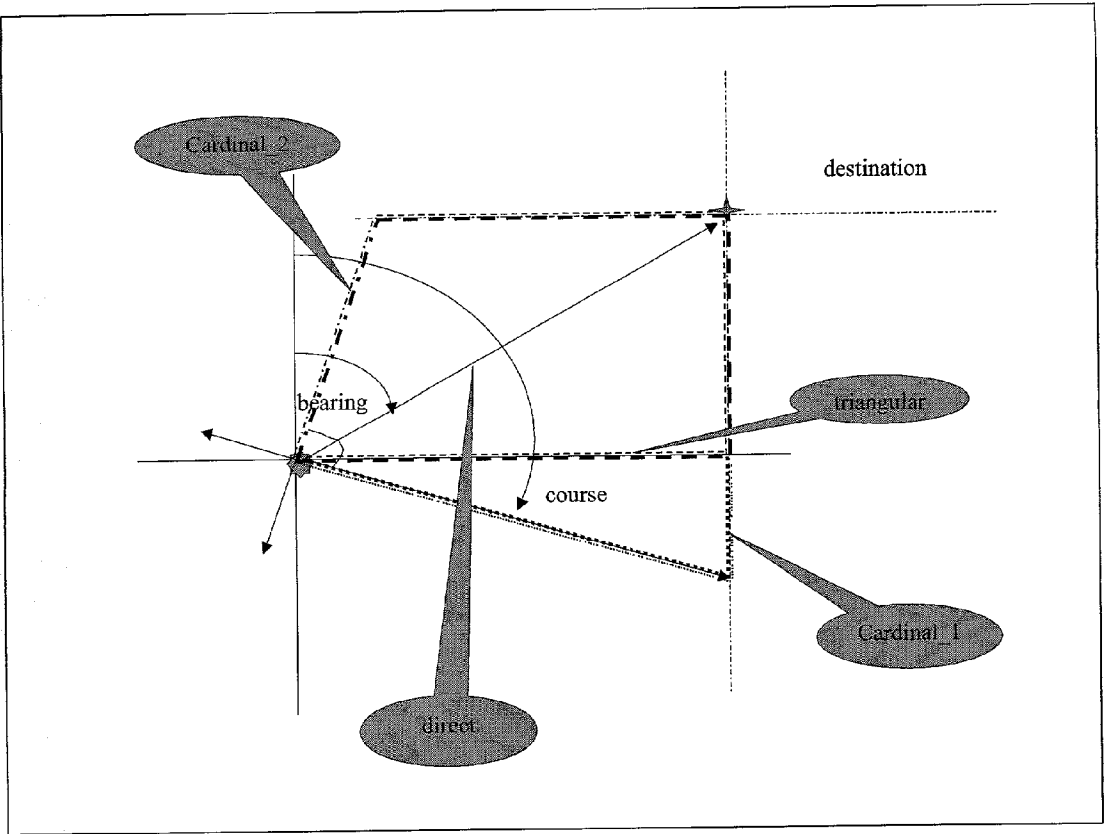 Cardinal_2
destination
bearing
triangular
course
Cardinal_1
direct